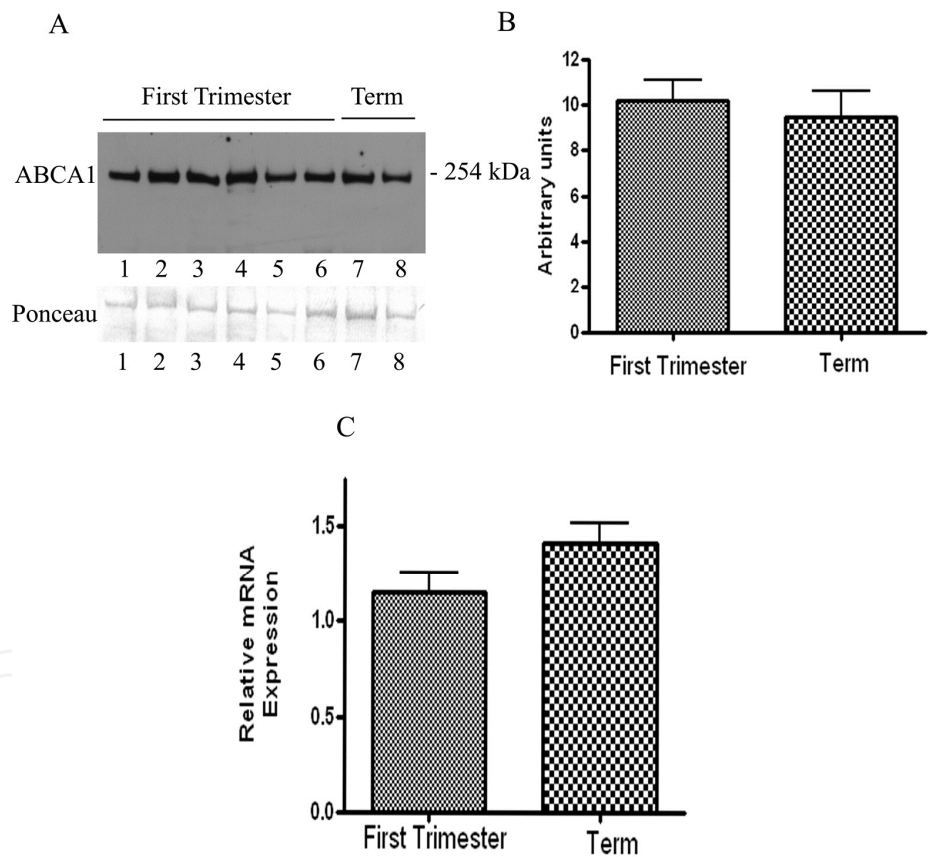 A
First Trimester Term
ABCA1
- 254 kDa
1 2 3 4 5 6 7 8
Ponceau
1 2 3 4 5 6 7 8
B
Arbitrary units
12
10
8
6
4
2
0
First Trimester Term
C
Relative mRNA
Expression
1.5
1.0
0.5
0.0
First Trimester Term